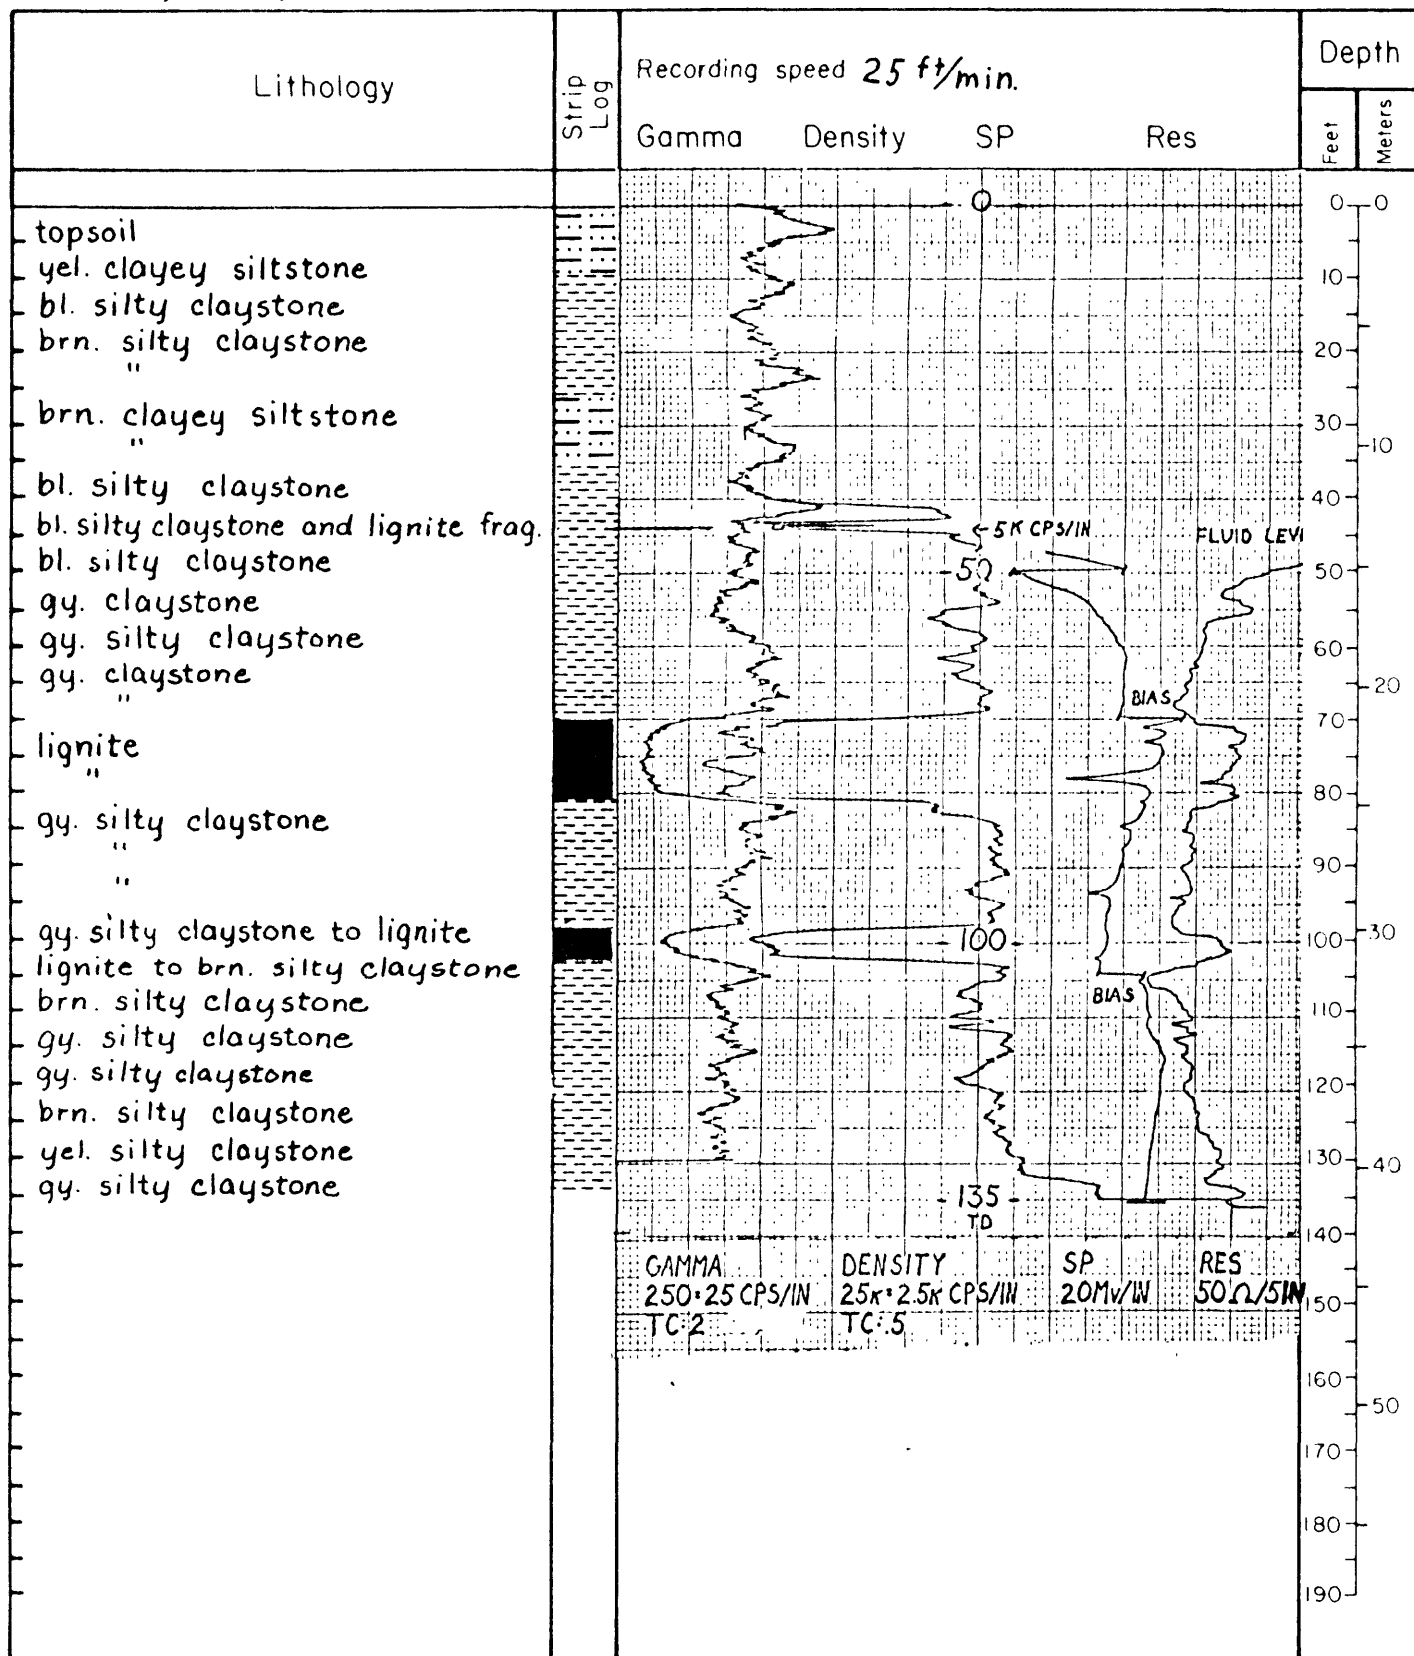 Lithology
Strip Log
Recording speed 25 ft/min.
Gamma Density SP Res
Depth
Feet
Meters
topsoil
yel. clayey siltstone
bl. silty claystone
brn. silty claystone
"
brn. clayey siltstone
"
bl. silty claystone
bl. silty claystone and lignite frag.
bl. silty claystone
gy. claystone
gy. silty claystone
gy. claystone
"
lignite
"
gy. silty claystone
"
"
gy. silty claystone to lignite
lignite to brn. silty claystone
brn. silty claystone
gy. silty claystone
gy. silty claystone
brn. silty claystone
yel. silty claystone
gy. silty claystone
0
←5K CPS/IN
FLUID LEV
50
BIAS
100
BIAS
135
TD
GAMMA DENSITY SP RES
250=25 CPS/IN 25K=2.5K CPS/IN 20Mv/IN 50Ω/5IN
TC:2 TC:.5
0
10
20
30
40
50
60
70
80
90
100
110
120
130
140
150
160
170
180
190
0
10
20
30
40
50